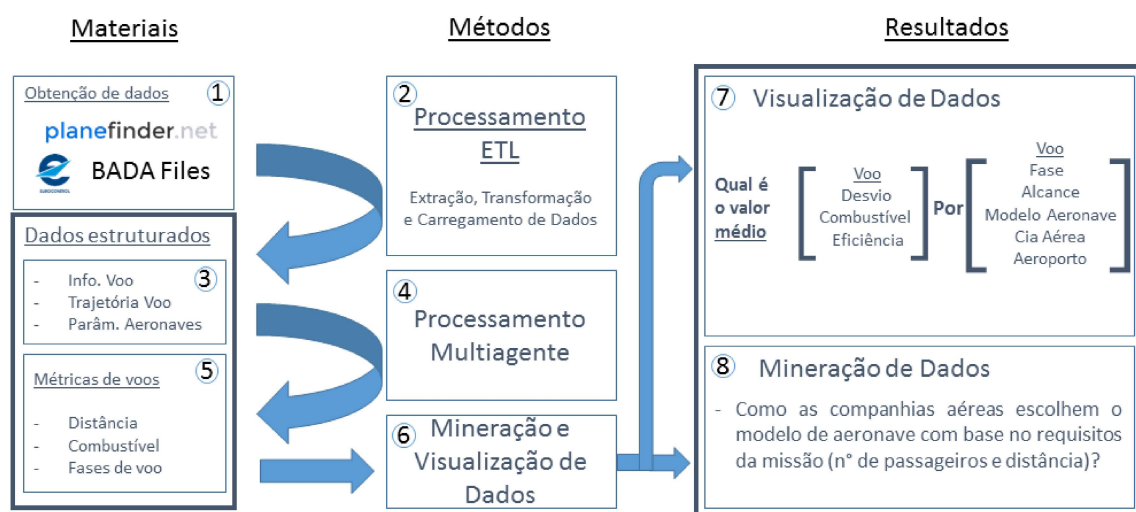 Materiais
Métodos
Resultados
Obtenção de dados
1
planefinder.net
EUROCONTROL
BADA Files
Dados estruturados
3
- Info. Voo
- Trajetória Voo
- Parâm. Aeronaves
5
Métricas de voos
- Distância
- Combustível
- Fases de voo
2
Processamento
ETL
Extração, Transformação
e Carregamento de Dados
4
Processamento
Multiagente
6
Mineração e
Visualização de
Dados
7 Visualização de Dados
Qual é
o valor
médio
Voo
Desvio
Combustível
Eficiência
Por
Voo
Fase
Alcance
Modelo Aeronave
Cia Aérea
Aeroporto
8 Mineração de Dados
- Como as companhias aéreas escolhem o
modelo de aeronave com base no requisitos
da missão (n° de passageiros e distância)?